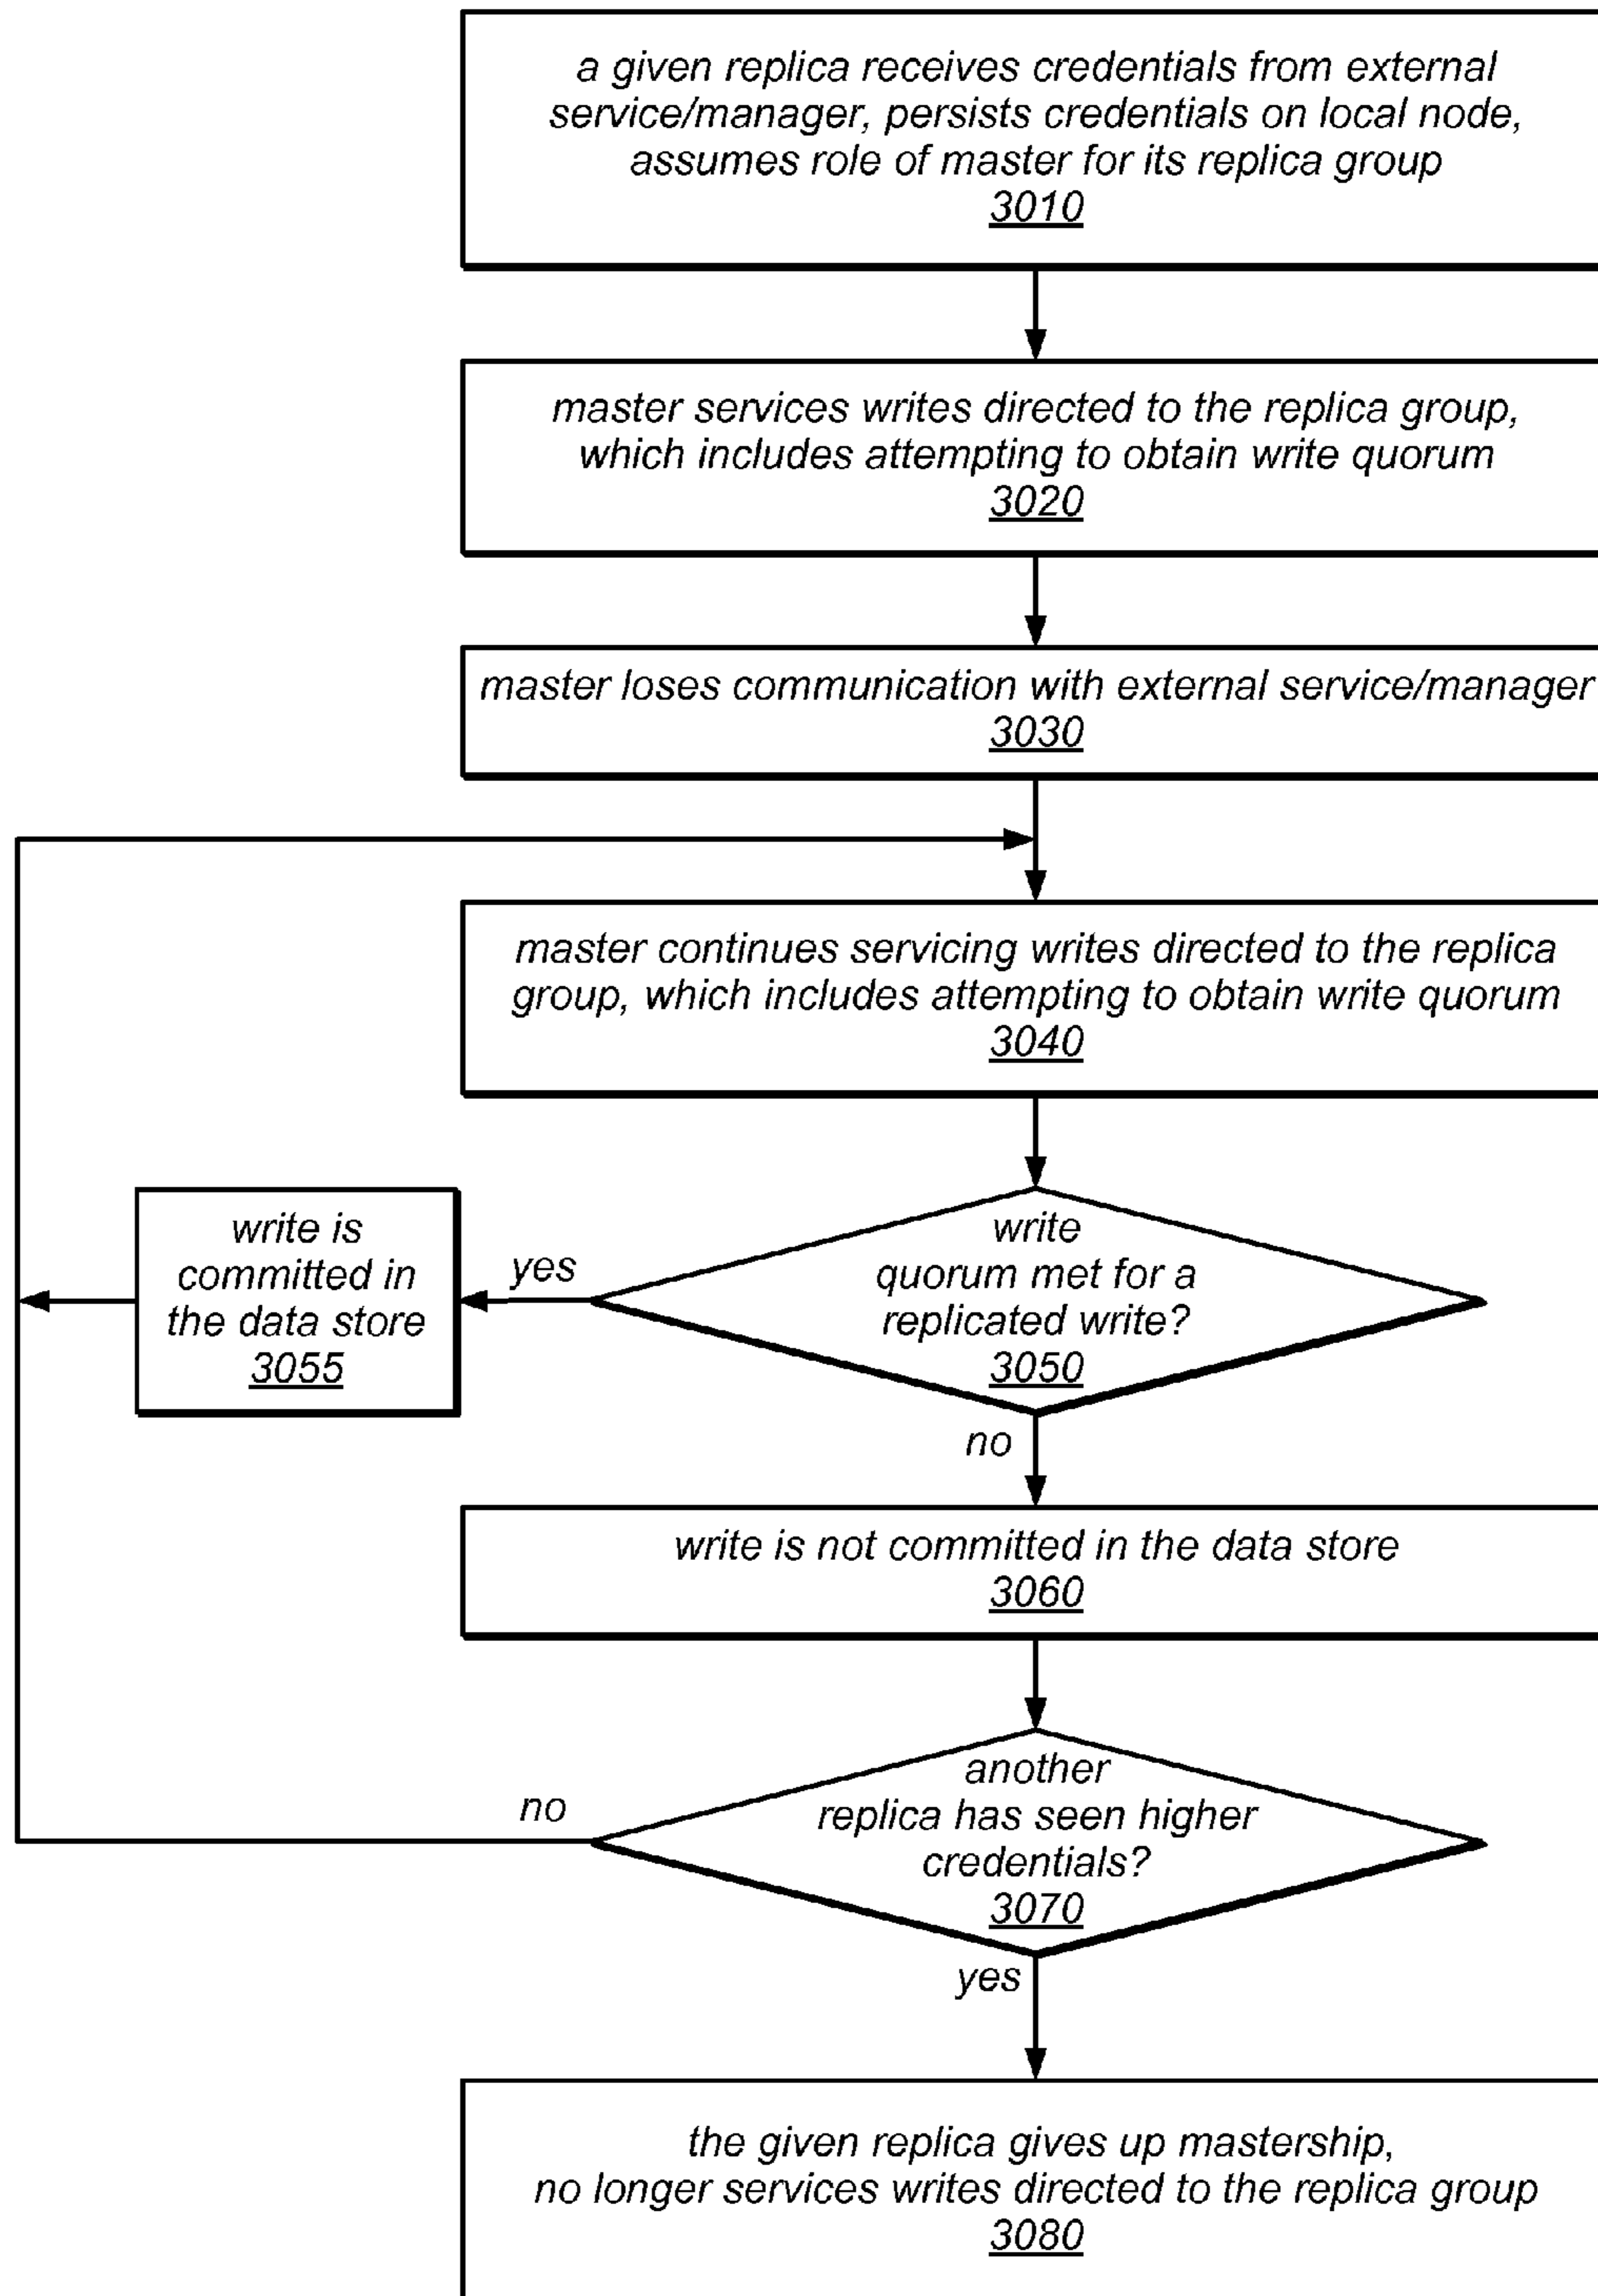 a given replica receives credentials from external
service/manager, persists credentials on local node,
assumes role of master for its replica group
3010
master services writes directed to the replica group,
which includes attempting to obtain write quorum
3020
master loses communication with external service/manager
3030
master continues servicing writes directed to the replica
group, which includes attempting to obtain write quorum
3040
write
quorum met for a
replicated write?
3050
yes
write is
committed in
the data store
3055
no
write is not committed in the data store
3060
another
replica has seen higher
credentials?
3070
no
yes
the given replica gives up mastership,
no longer services writes directed to the replica group
3080